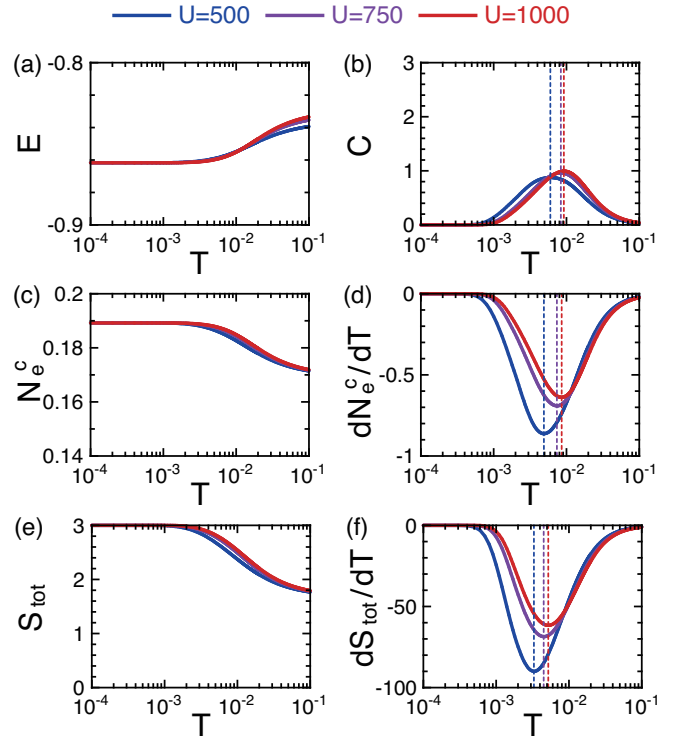 U=500 U=750 U=1000
(a) (b)
-0.8 3
2
E C
1
-0.9 0
10⁻⁴ 10⁻³ 10⁻² 10⁻¹ 10⁻⁴ 10⁻³ 10⁻² 10⁻¹
T T
(c) (d)
0.2 0
0.18
N_e^c -0.5 dN_e^c/dT
0.16
0.14 -1
10⁻⁴ 10⁻³ 10⁻² 10⁻¹ 10⁻⁴ 10⁻³ 10⁻² 10⁻¹
T T
(e) (f)
3 0
2 -50
S_tot dS_tot/dT
1
0 -100
10⁻⁴ 10⁻³ 10⁻² 10⁻¹ 10⁻⁴ 10⁻³ 10⁻² 10⁻¹
T T